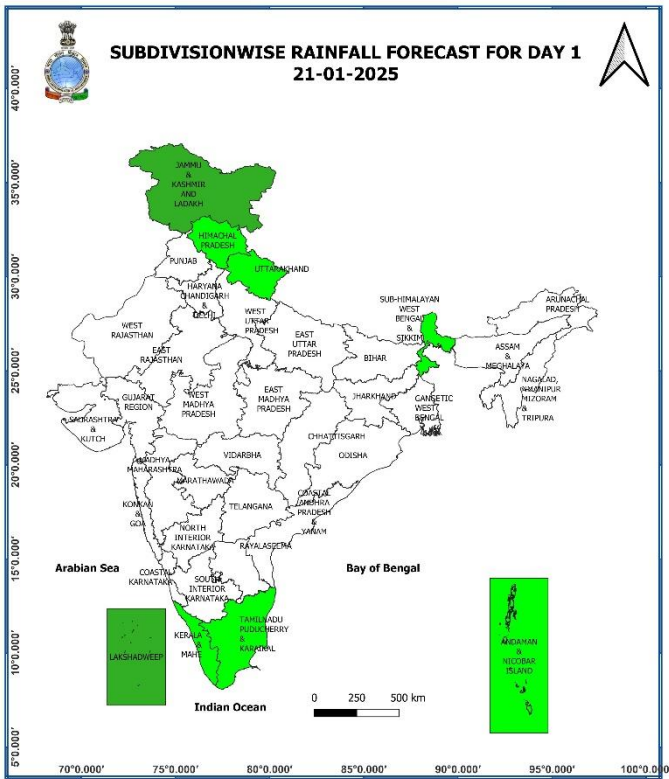 SUBDIVISIONWISE RAINFALL FORECAST FOR DAY 1
21-01-2025
40°0.000'
35°0.000'
30°0.000'
25°0.000'
20°0.000'
15°0.000'
10°0.000'
5°0.000'
JAMMU
&
KASHMIR
AND
LADAKH
HIMACHAL
PRADESH
PUNJAB
UTTARAKHAND
HARYANA
CHANDIGARH
&
DELHI
WEST
UTTAR
PRADESH
EAST
UTTAR
PRADESH
WEST
RAJASTHAN
EAST
RAJASTHAN
SUB-HIMALAYAN
WEST
BENGAL
&
SIKKIM
ARUNACHAL
PRADESH
ASSAM
&
MEGHALAYA
BIHAR
NAGALAD,
MANIPUR
MIZORAM
&
TRIPURA
GUJARAT
REGION
SAURASHTRA
&
KUTCH
WEST
MADHYA
PRADESH
EAST
MADHYA
PRADESH
JHARKHAND
GANGETIC
WEST
BENGAL
CHHATTISGARH
ODISHA
VIDARBHA
MADHYA
MAHARASHTRA
MARATHAWADA
KONKAN
&
GOA
TELANGANA
COASTAL
ANDHRA
PRADESH
&
YANAM
NORTH
INTERIOR
KARNATAKA
RAYALASEEMA
COASTAL
KARNATAKA
SOUTH
INTERIOR
KARNATAKA
Arabian Sea
Bay of Bengal
KERALA
&
MAHE
TAMILNADU
PUDUCHERRY
&
KARAIKAL
LAKSHADWEEP
ANDAMAN
&
NICOBAR
ISLAND
Indian Ocean
0 250 500 km
70°0.000' 75°0.000' 80°0.000' 85°0.000' 90°0.000' 95°0.000' 100°0.000'